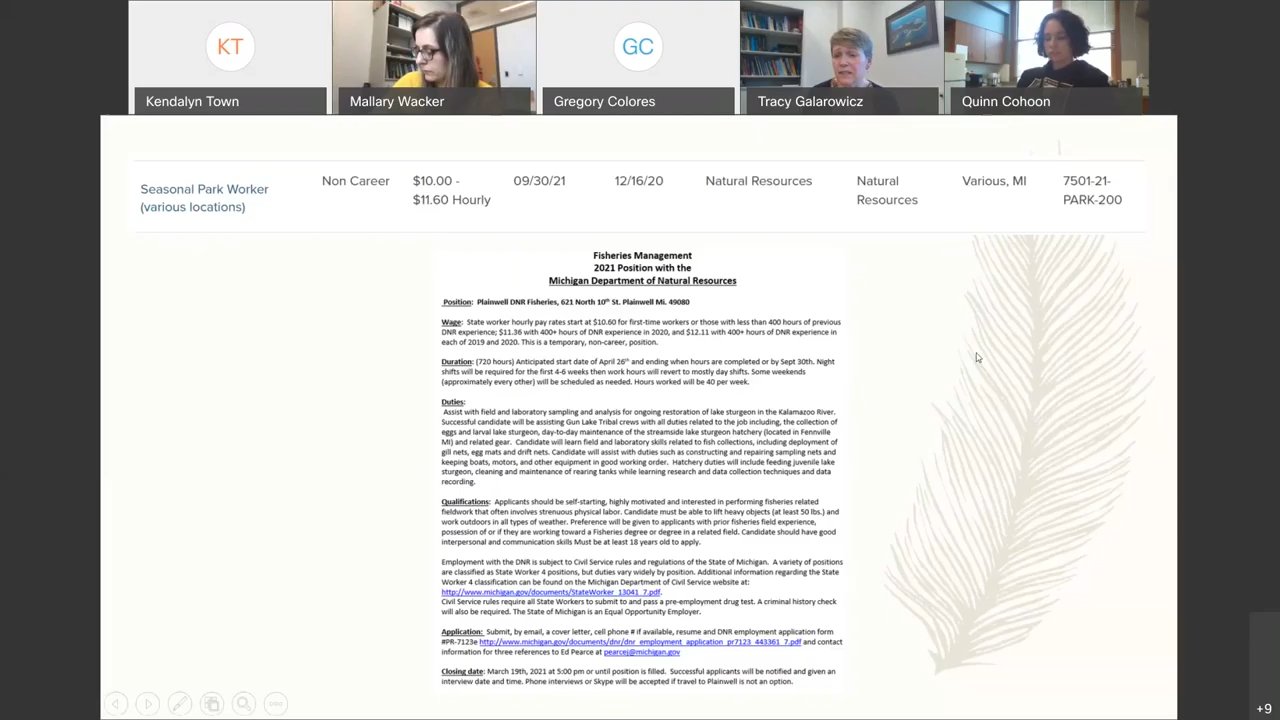 KT
GC
Kendalyn Town
Mallary Wacker
Gregory Colores
Tracy Galarowicz
Quinn Cohoon
Seasonal Park Worker
(various locations)
Non Career
$10.00 -
$11.60 Hourly
09/30/21
12/16/20
Natural Resources
Natural
Resources
Various, MI
7501-21-
PARK-200
Fisheries Management
2021 Position with the
Michigan Department of Natural Resources
Position: Plainwell DNR Fisheries, 621 North 10th St. Plainwell Mi. 49080
Wage: State worker hourly pay rates start at $10.60 for first-time workers or those with less than 400 hours of previous
DNR experience; $11.36 with 400+ hours of DNR experience in 2020, and $12.11 with 400+ hours of DNR experience in
each of 2019 and 2020. This is a temporary, non-career, position.
Duration: (720 hours) Anticipated start date of April 26th and ending when hours are completed or by Sept 30th. Night
shifts will be required for the first 4-6 weeks then work hours will revert to mostly day shifts. Some weekends
(approximately every other) will be scheduled as needed. Hours worked will be 40 per week.
Duties:
Assist with field and laboratory sampling and analysis for ongoing restoration of lake sturgeon in the Kalamazoo River.
Successful candidate will be assisting Gun Lake Tribal crews with all duties related to the job including, the collection of
eggs and larval lake sturgeon, day-to-day maintenance of the streamside lake sturgeon hatchery (located in Fennville
MI) and related gear. Candidate will learn field and laboratory skills related to fish collections, including deployment of
gill nets, egg mats and drift nets. Candidate will assist with duties such as constructing and repairing sampling nets and
keeping boats, motors, and other equipment in good working order. Hatchery duties will include feeding juvenile lake
sturgeon, cleaning and maintenance of rearing tanks while learning research and data collection techniques and data
recording.
Qualifications: Applicants should be self-starting, highly motivated and interested in performing fisheries related
fieldwork that often involves strenuous physical labor. Candidate must be able to lift heavy objects (at least 50 lbs.) and
work outdoors in all types of weather. Preference will be given to applicants with prior fisheries field experience,
possession of or if they are working toward a Fisheries degree or degree in a related field. Candidate should have good
interpersonal and communication skills Must be at least 18 years old to apply.
Employment with the DNR is subject to Civil Service rules and regulations of the State of Michigan. A variety of positions
are classified as State Worker 4 positions, but duties vary widely by position. Additional information regarding the State
Worker 4 classification can be found on the Michigan Department of Civil Service website at:
http://www.michigan.gov/documents/StateWorker_13041_7.pdf.
Civil Service rules require all State Workers to submit to and pass a pre-employment drug test. A criminal history check
will also be required. The State of Michigan is an Equal Opportunity Employer.
Application: Submit, by email, a cover letter, cell phone # if available, resume and DNR employment application form
#PR-7123e http://www.michigan.gov/documents/dnr/dnr_employment_application_pr7123_443361_7.pdf and contact
information for three references to Ed Pearce at pearcej@michigan.gov
Closing date: March 19th, 2021 at 5:00 pm or until position is filled. Successful applicants will be notified and given an
interview date and time. Phone interviews or Skype will be accepted if travel to Plainwell is not an option.
+9